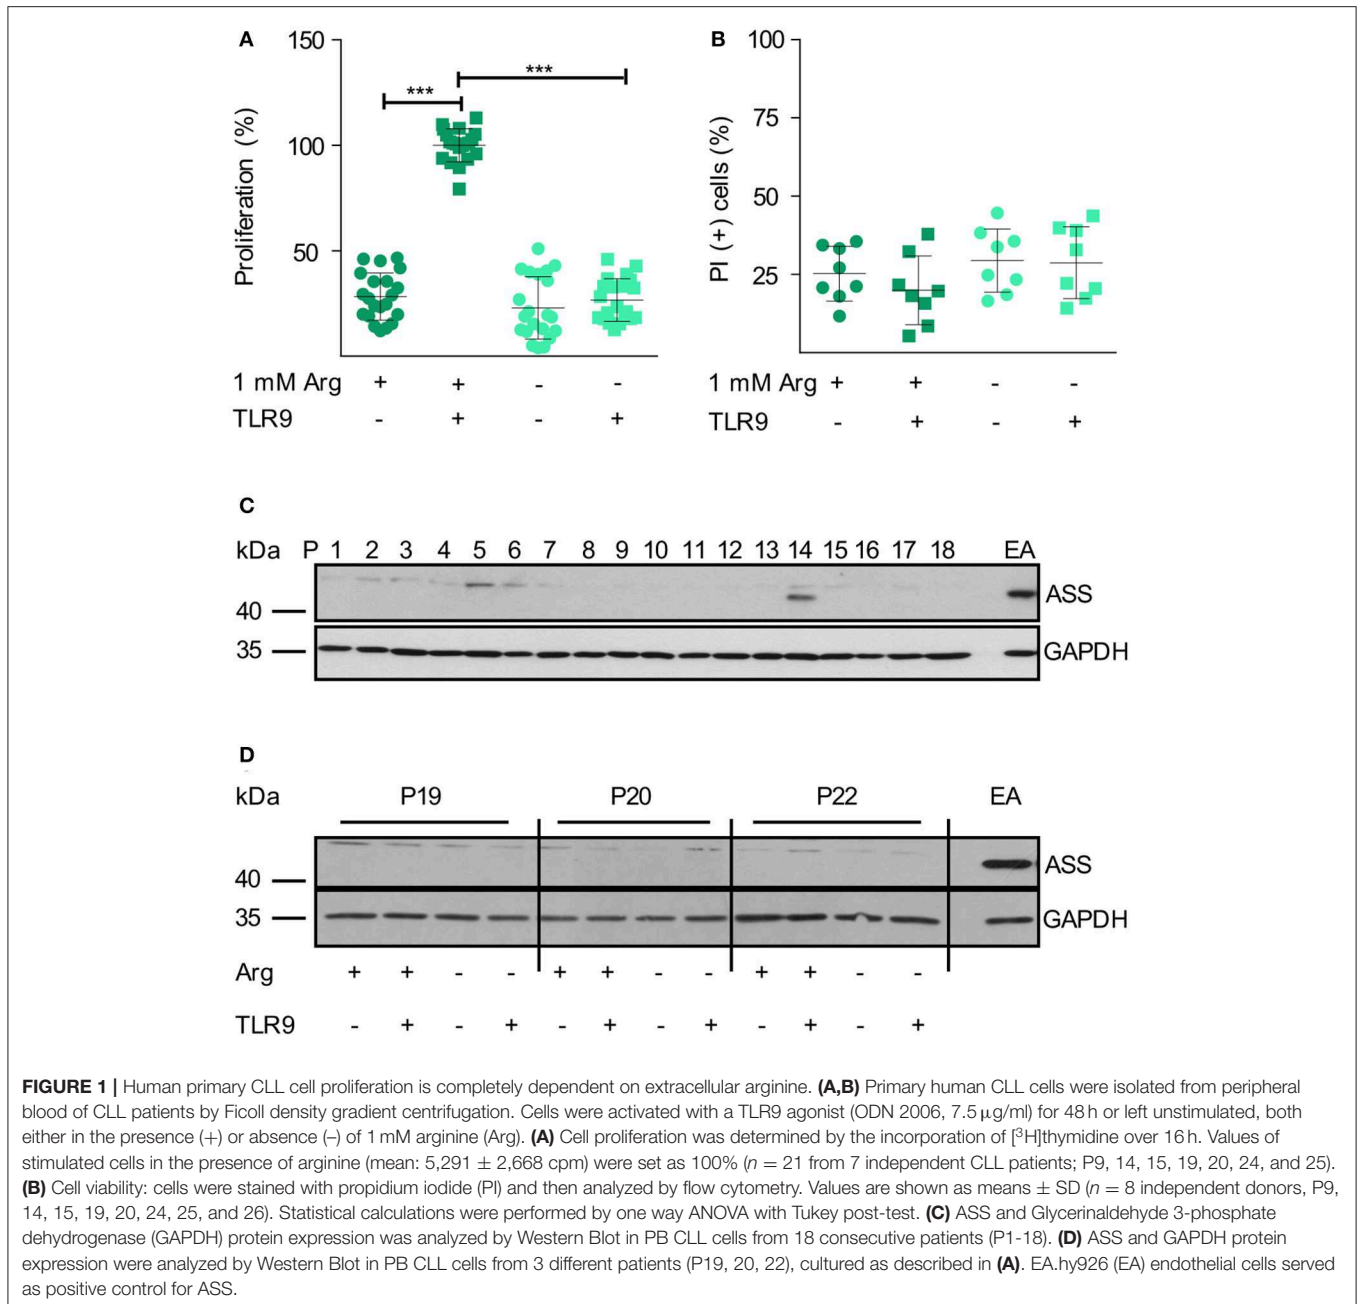 A
B
150
100
50
Proliferation (%)
***
***
100
75
50
25
PI (+) cells (%)
1 mM Arg + + - -
TLR9 - + - +
1 mM Arg + + - -
TLR9 - + - +
C
kDa P 1 2 3 4 5 6 7 8 9 10 11 12 13 14 15 16 17 18 EA
40 ASS
35 GAPDH
D
kDa P19 P20 P22 EA
40 ASS
35 GAPDH
Arg + + - - + + - - + + - -
TLR9 - + - + - + - + - + - +
FIGURE 1 | Human primary CLL cell proliferation is completely dependent on extracellular arginine. (A,B) Primary human CLL cells were isolated from peripheral
blood of CLL patients by Ficoll density gradient centrifugation. Cells were activated with a TLR9 agonist (ODN 2006, 7.5 μg/ml) for 48 h or left unstimulated, both
either in the presence (+) or absence (–) of 1 mM arginine (Arg). (A) Cell proliferation was determined by the incorporation of [³H]thymidine over 16 h. Values of
stimulated cells in the presence of arginine (mean: 5,291 ± 2,668 cpm) were set as 100% (n = 21 from 7 independent CLL patients; P9, 14, 15, 19, 20, 24, and 25).
(B) Cell viability: cells were stained with propidium iodide (PI) and then analyzed by flow cytometry. Values are shown as means ± SD (n = 8 independent donors, P9,
14, 15, 19, 20, 24, 25, and 26). Statistical calculations were performed by one way ANOVA with Tukey post-test. (C) ASS and Glycerinaldehyde 3-phosphate
dehydrogenase (GAPDH) protein expression was analyzed by Western Blot in PB CLL cells from 18 consecutive patients (P1-18). (D) ASS and GAPDH protein
expression were analyzed by Western Blot in PB CLL cells from 3 different patients (P19, 20, 22), cultured as described in (A). EA.hy926 (EA) endothelial cells served
as positive control for ASS.